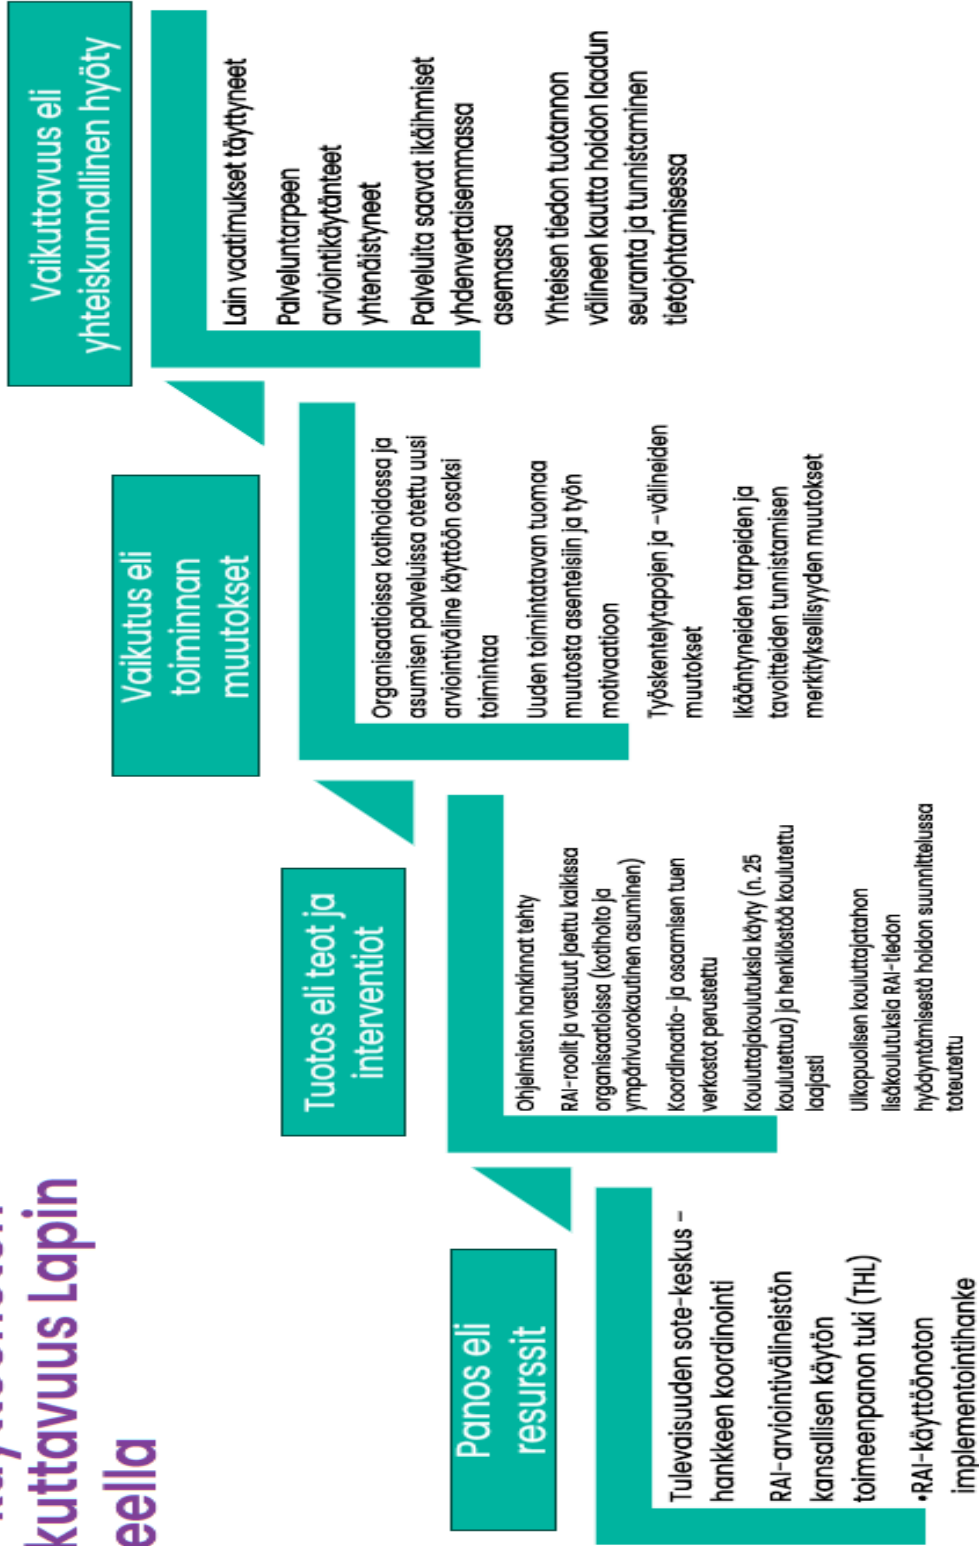 kuttavuus Lapin
eella
Panos eli
resurssit
Tulevaisuuden sote-keskus –
hankkeen koordinointi
RAI-arviointivälineistön
kansallisen käytön
toimeenpanon tuki (THL)
•RAI-käyttöönoton
implementointihanke
Tuotos eli teot ja
interventiot
Ohjelmiston hankinnat tehty
RAI-roolit ja vastuut jaettu kaikissa
organisaatioissa (kotihoito ja
ympärivuorokautinen asuminen)
Koordinaatio- ja osaamisen tuen
verkostot perustettu
Kouluttajakoulutuksia käyty (n. 25
koulutettua) ja henkilöstöä koulutettu
laajasti
Ulkopuolisen kouluttajatahon
lisäkoulutuksia RAI-tiedon
hyödyntämisestä hoidon suunnittelussa
toteutettu
Vaikutus eli
toiminnan
muutokset
Organisaatioissa kotihoidossa ja
asumisen palveluissa otettu uusi
arviointiväline käyttöön osaksi
toimintaa
Uuden toimintatavan tuomaa
muutosta asenteisiin ja työn
motivaatioon
Työskentelytapojen ja -välineiden
muutokset
Ikääntyneiden tarpeiden ja
tavoitteiden tunnistamisen
merkityksellisyyden muutokset
Vaikuttavuus eli
yhteiskunnallinen hyöty
Lain vaatimukset täyttyneet
Palveluntarpeen
arviointikäytänteet
yhtenäistyneet
Palveluita saavat ikäihmiset
yhdenvertaisemmassa
asemassa
Yhteisen tiedon tuotannon
välineen kautta hoidon laadun
seuranta ja tunnistaminen
tietojohtamisessa